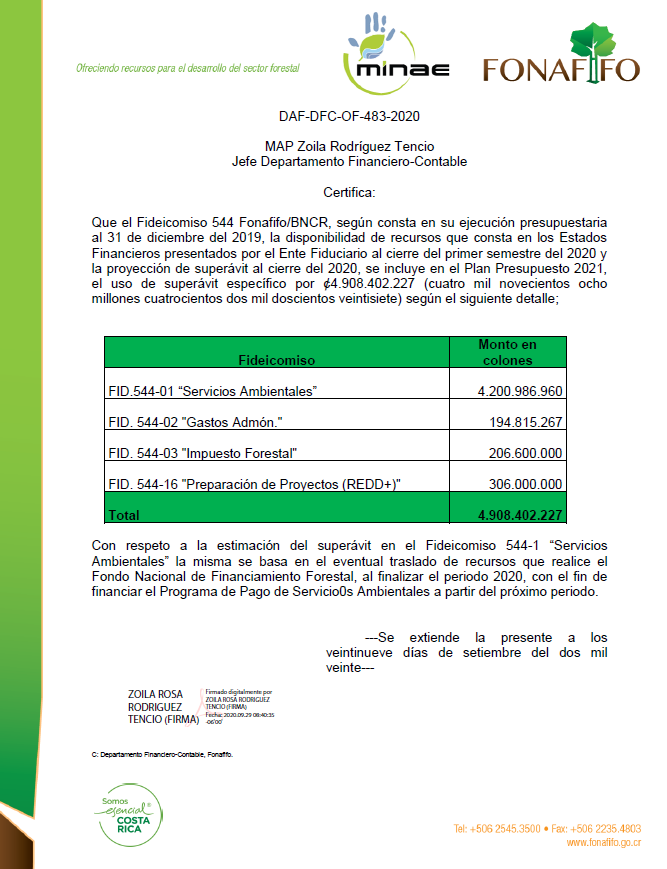 Ofreciendo recursos para el desarrollo del sector forestal
minae
FONAFIFO
DAF-DFC-OF-483-2020
MAP Zoila Rodríguez Tencio
Jefe Departamento Financiero-Contable
Certifica:
Que el Fideicomiso 544 Fonafifo/BNCR, según consta en su ejecución presupuestaria
al 31 de diciembre del 2019, la disponibilidad de recursos que consta en los Estados
Financieros presentados por el Ente Fiduciario al cierre del primer semestre del 2020 y
la proyección de superávit al cierre del 2020, se incluye en el Plan Presupuesto 2021,
el uso de superávit específico por ¢4.908.402.227 (cuatro mil novecientos ocho
millones cuatrocientos dos mil doscientos veintisiete) según el siguiente detalle;
Fideicomiso
Monto en
colones
FID.544-01 “Servicios Ambientales” 4.200.986.960
FID. 544-02 "Gastos Admón." 194.815.267
FID. 544-03 "Impuesto Forestal" 206.600.000
FID. 544-16 "Preparación de Proyectos (REDD+)" 306.000.000
Total 4.908.402.227
Con respeto a la estimación del superávit en el Fideicomiso 544-1 “Servicios
Ambientales” la misma se basa en el eventual traslado de recursos que realice el
Fondo Nacional de Financiamiento Forestal, al finalizar el periodo 2020, con el fin de
financiar el Programa de Pago de Servicio0s Ambientales a partir del próximo periodo.
---Se extiende la presente a los
veintinueve días de setiembre del dos mil
veinte---
ZOILA ROSA
RODRIGUEZ
TENCIO (FIRMA)
Firmado digitalmente por
ZOILA ROSA RODRIGUEZ
TENCIO (FIRMA)
Fecha: 2020.09.29 08:40:35
-06'00'
C: Departamento Financiero-Contable, Fonafifo.
Somos
esencial
COSTA
RICA
Tel: +506 2545.3500 • Fax: +506 2235.4803
www.fonafifo.go.cr